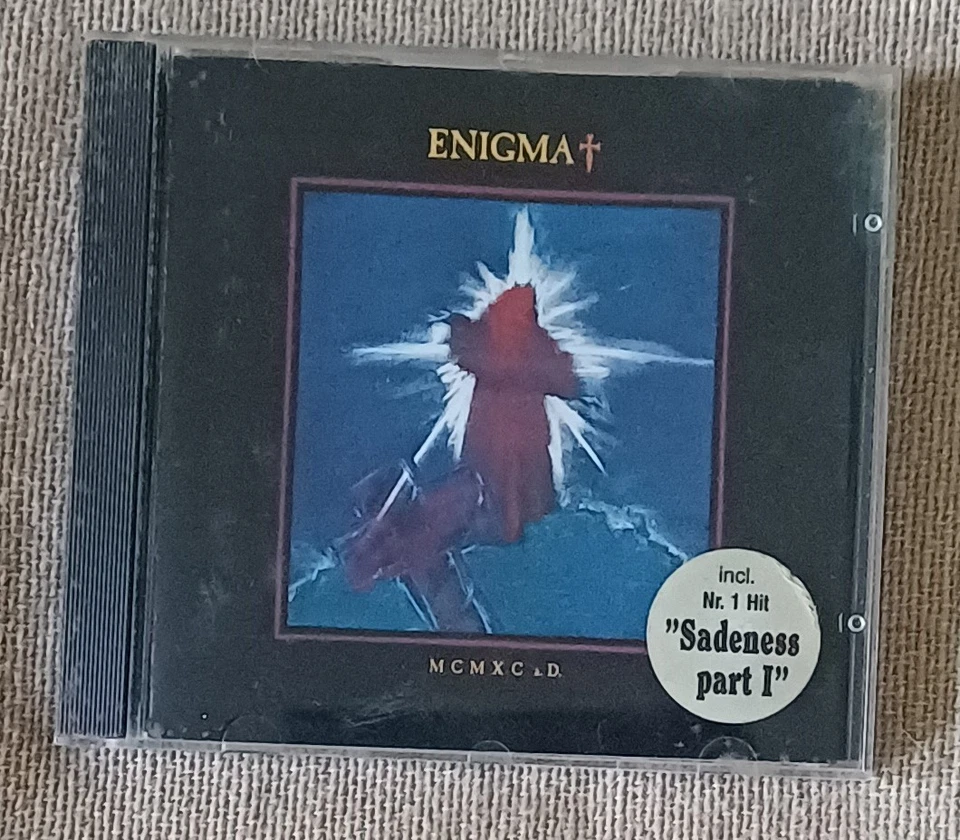 ENIGMA†
MCMXC a.D.
incl.
Nr. 1 Hit
”Sadeness
part I”